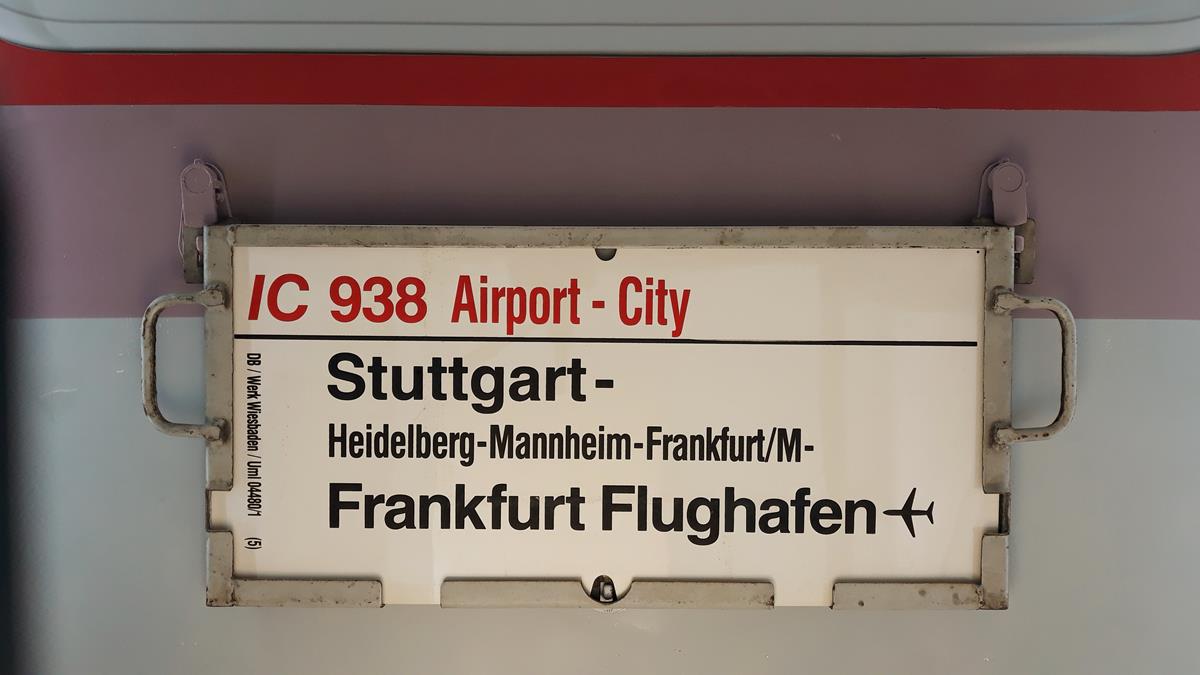 IC 938 Airport - City
Stuttgart-
Heidelberg-Mannheim-Frankfurt/M-
Frankfurt Flughafen
DB / Werk Wiesbaden / Uml 04480/1 (5)